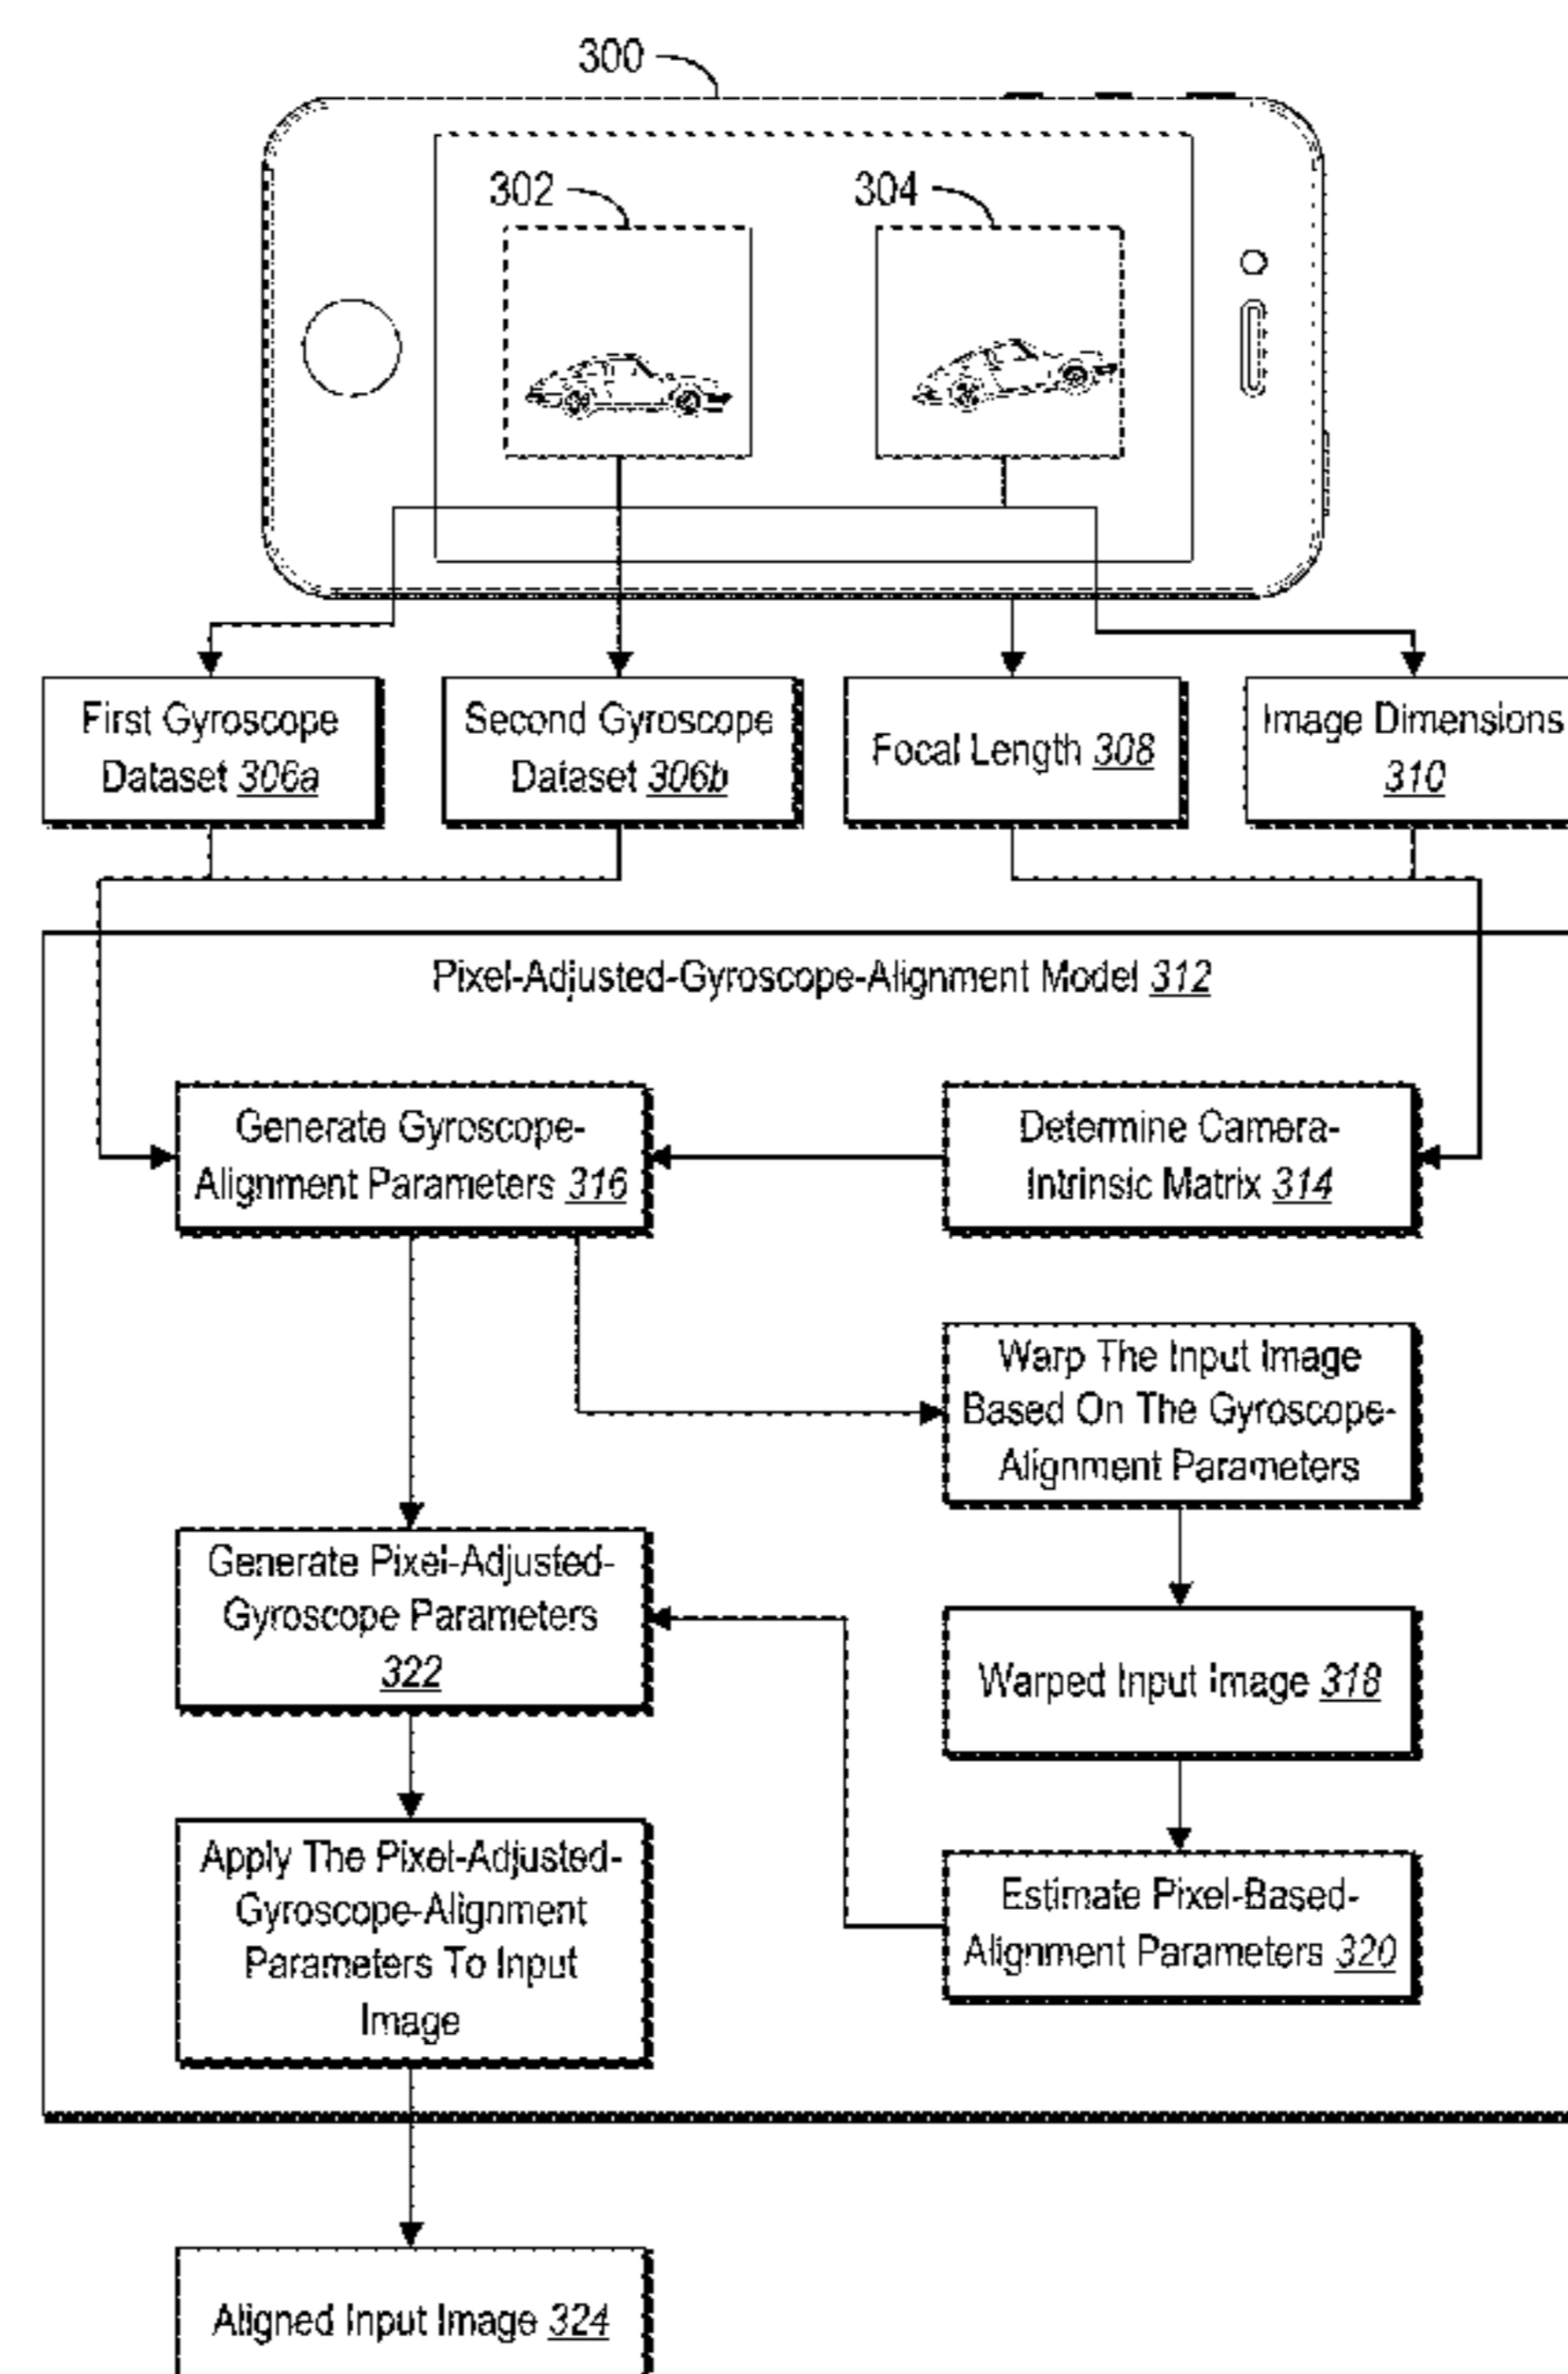 300
302
304
First Gyroscope
Dataset 306a
Second Gyroscope
Dataset 306b
Focal Length 308
Image Dimensions
310
Pixel-Adjusted-Gyroscope-Alignment Model 312
Generate Gyroscope-
Alignment Parameters 316
Determine Camera-
Intrinsic Matrix 314
Warp The Input Image
Based On The Gyroscope-
Alignment Parameters
Generate Pixel-Adjusted-
Gyroscope Parameters
322
Warped Input Image 318
Apply The Pixel-Adjusted-
Gyroscope-Alignment
Parameters To Input
Image
Estimate Pixel-Based-
Alignment Parameters 320
Aligned Input Image 324